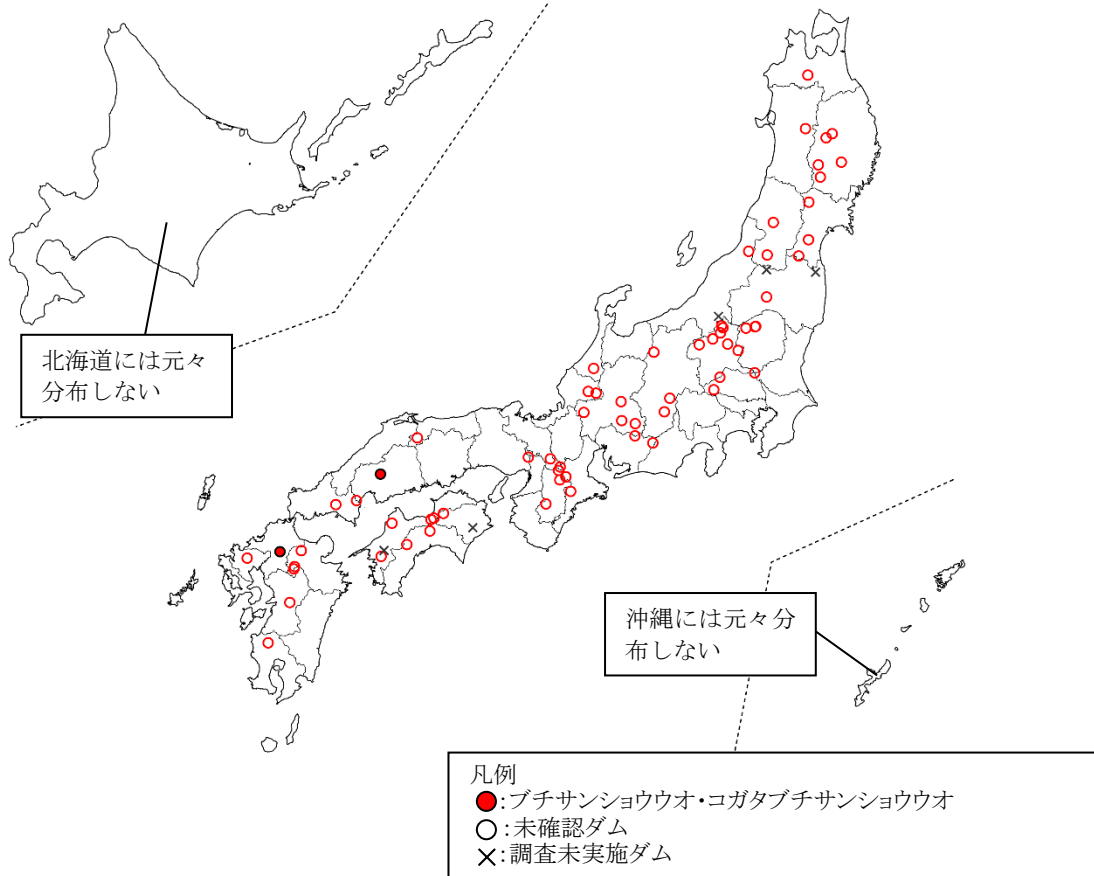 北海道には元々
分布しない
沖縄には元々分
布しない
凡例
●:ブチサンショウウオ・コガタブチサンショウウオ
○:未確認ダム
×:調査未実施ダム